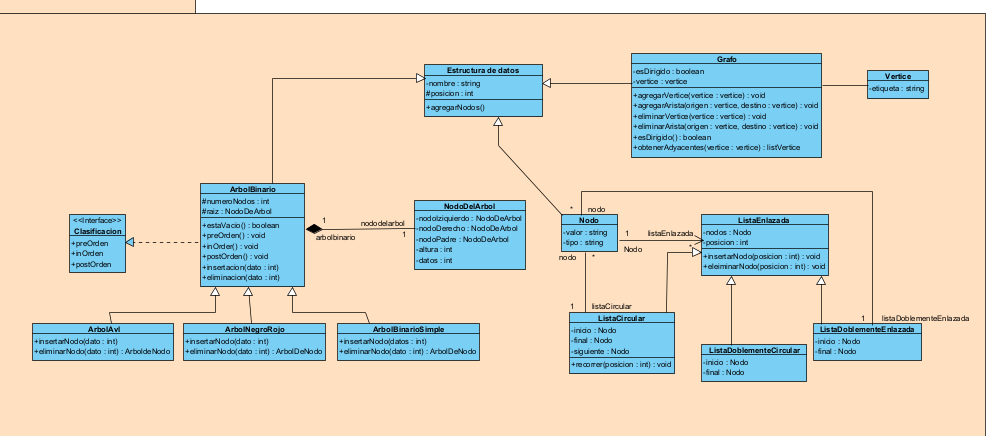 Estructura de datos
-nombre : string
#posicion : int
+agregarNodos()
Grafo
-esDirigido : boolean
-vertice : vertice
+agregarVertice(vertice : vertice) : void
+agregarArista(origen : vertice, destino : vertice) : void
+eliminarVertice(vertice : vertice) : void
+eliminarArista(origen : vertice, destino : vertice) : void
+esDirigido() : boolean
+obtenerAdyacentes(vertice : vertice) : listVertice
Vertice
-etiqueta : string
ArbolBinario
#numeroNodos : int
#raiz : NodoDeArbol
+estaVacio() : boolean
+preOrden() : void
+inOrder() : void
+postOrden() : void
+insertacion(dato : int)
+eliminacion(dato : int)
<<Interface>>
Clasificacion
+preOrden
+inOrden
+postOrden
1
arbolbinario
nododelarbol
1
NodoDelArbol
-nodoIzquierdo : NodoDeArbol
-nodoDerecho : NodoDeArbol
-nodoPadre : NodoDeArbol
-altura : int
-datos : int
* nodo
Nodo
-valor : string
-tipo : string
nodo *
1 listaEnlazada
Nodo *
ListaEnlazada
-nodos : Nodo
-posicion : int
+insertarNodo(posicion : int) : void
+eleiminarNodo(posicion : int) : void
ArbolAvl
+insertarNodo(dato : int)
+eliminarNodo(dato : int) : ArboldeNodo
ArbolNegroRojo
+insertarNodo(dato : int)
+eliminarNodo(dato : int) : ArbolDeNodo
ArbolBinarioSimple
+insertarNodo(datos : int)
+eliminarNodo(dato : int) : ArbolDeNodo
1 listaCircular
ListaCircular
-inicio : Nodo
-final : Nodo
-siguiente : Nodo
+recorrer(posicion : int) : void
ListaDoblementeCircular
-inicio : Nodo
-final : Nodo
1 listaDoblementeEnlazada
ListaDoblementeEnlazada
-inicio : Nodo
-final : Nodo